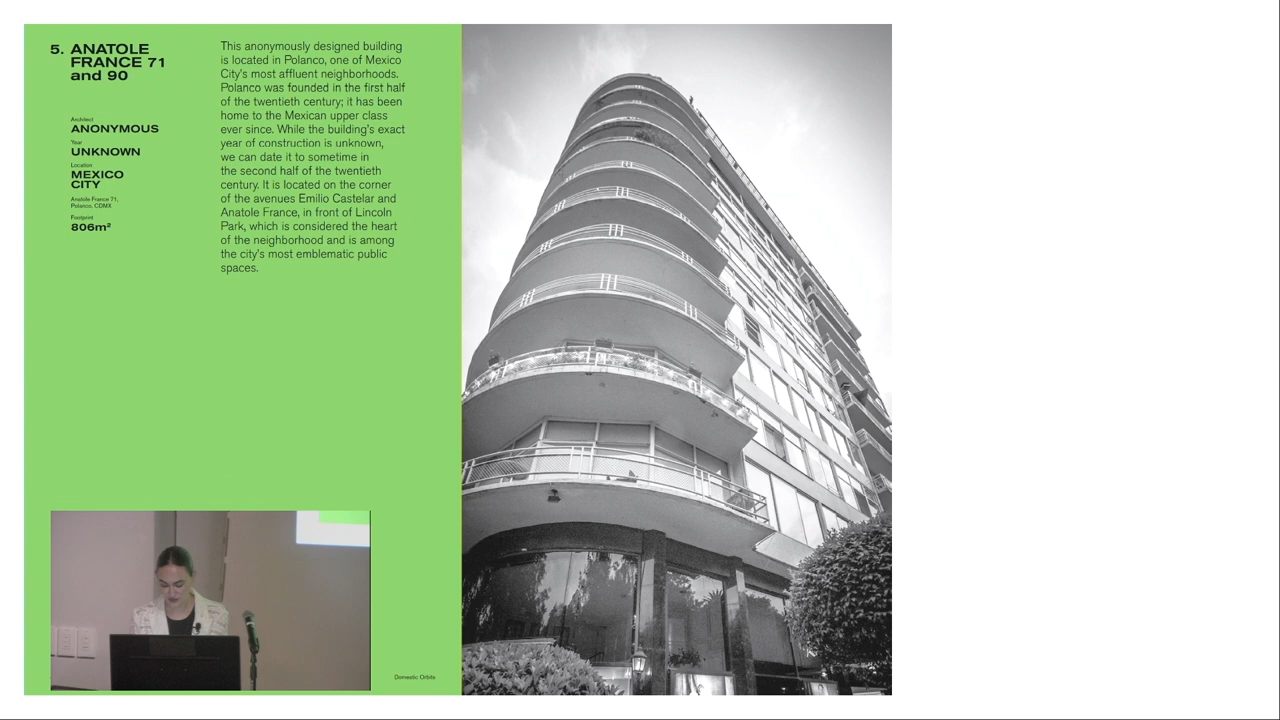 5. ANATOLE
FRANCE 71
and 90
Architect
ANONYMOUS
Year
UNKNOWN
Location
MEXICO
CITY
Anatole France 71,
Polanco, CDMX
Footprint
806m²
This anonymously designed building
is located in Polanco, one of Mexico
City's most affluent neighborhoods.
Polanco was founded in the first half
of the twentieth century; it has been
home to the Mexican upper class
ever since. While the building's exact
year of construction is unknown,
we can date it to sometime in
the second half of the twentieth
century. It is located on the corner
of the avenues Emilio Castelar and
Anatole France, in front of Lincoln
Park, which is considered the heart
of the neighborhood and is among
the city's most emblematic public
spaces.
Domestic Orbits